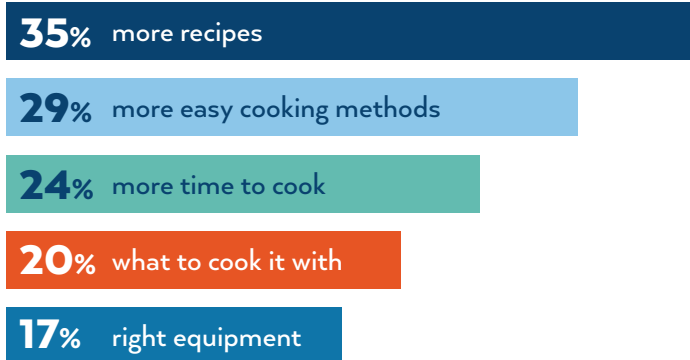 35% more recipes
29% more easy cooking methods
24% more time to cook
20% what to cook it with
17% right equipment